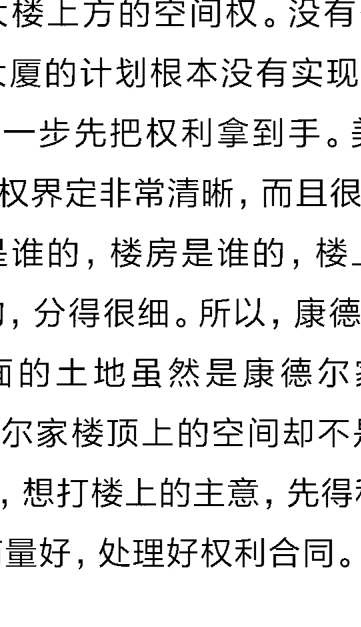 大楼上方的空间权。没有
大厦的计划根本没有实现
一步先把权利拿到手。美
权界定非常清晰，而且很
是谁的，楼房是谁的，楼上
，分得很细。所以，康德
面的土地虽然是康德尔家
尔家楼顶上的空间却不是
，想打楼上的主意，先得
商量好，处理好权利合同。